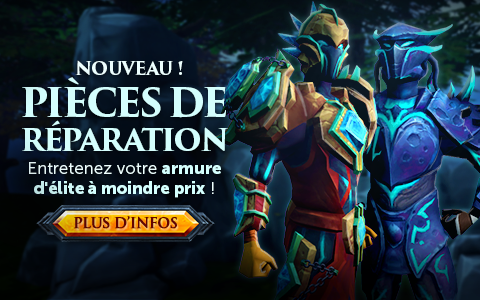 NOUVEAU !
PIÈCES DE
RÉPARATION
Entretenez votre armure
d'élite à moindre prix !
PLUS D'INFOS